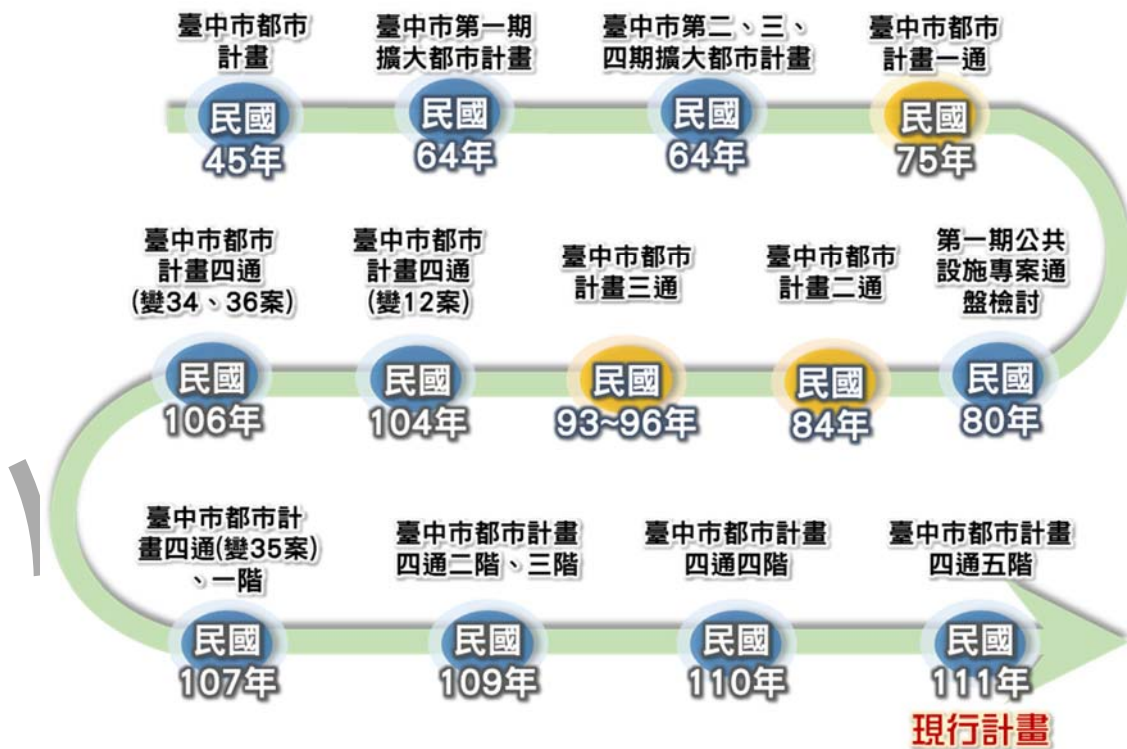 臺中市都市
計畫
民國
45年
臺中市第一期
擴大都市計畫
民國
64年
臺中市第二、三、
四期擴大都市計畫
民國
64年
臺中市都市
計畫一通
民國
75年
第一期公共
設施專案通
盤檢討
民國
80年
臺中市都市
計畫二通
民國
84年
臺中市都市
計畫三通
民國
93~96年
臺中市都市
計畫四通
(變12案)
民國
104年
臺中市都市
計畫四通
(變34、36案)
民國
106年
臺中市都市計
畫四通(變35案)
、一階
民國
107年
臺中市都市計畫
四通二階、三階
民國
109年
臺中市都市計畫
四通四階
民國
110年
臺中市都市計畫
四通五階
民國
111年
現行計畫